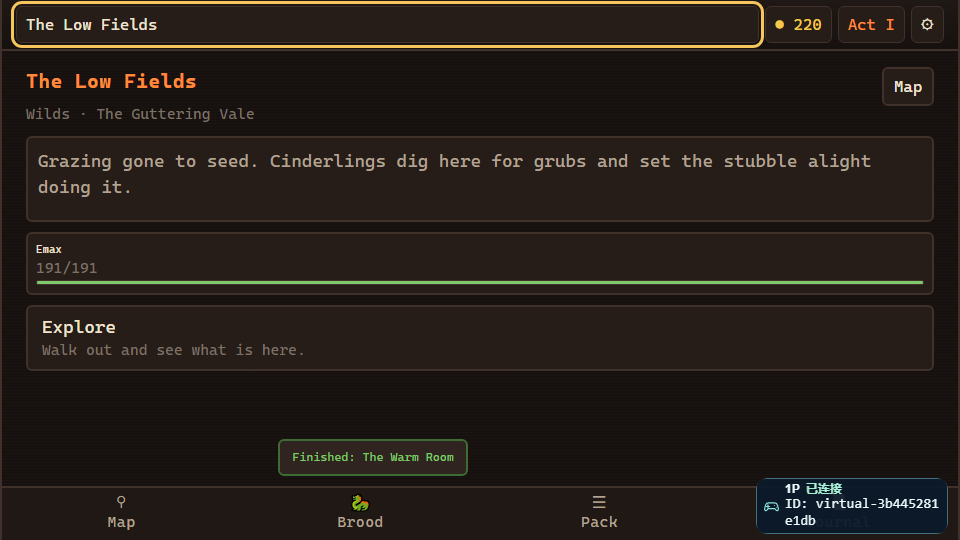 The Low Fields
220
Act I
The Low Fields
Map
Wilds · The Guttering Vale
Grazing gone to seed. Cinderlings dig here for grubs and set the stubble alight
doing it.
Emax
191/191
Explore
Walk out and see what is here.
Finished: The Warm Room
Map
Brood
Pack
1P 已连接
ID: virtual-3b445281
e1db